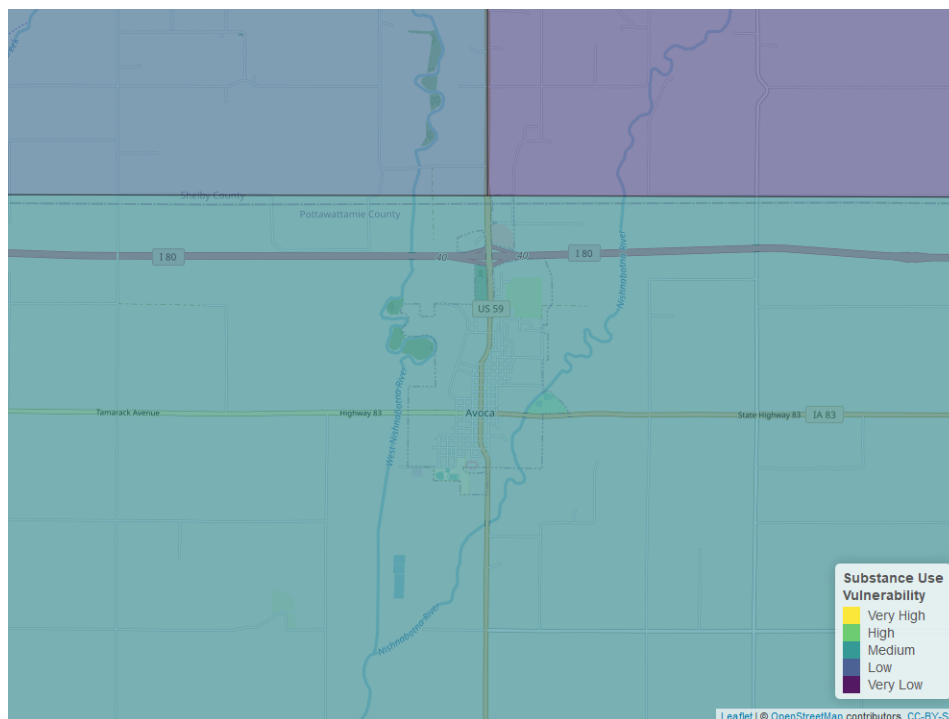 Shelby County
Pottawattamie County
I 80
40
40
I 80
Nishnabotna River
US 59
West Nishnabotna River
Tamarack Avenue
Highway 83
Avoca
State Highway 83
IA 83
Nishnabotna River
Substance Use
Vulnerability
Very High
High
Medium
Low
Very Low
Leaflet | © OpenStreetMap contributors, CC-BY-S